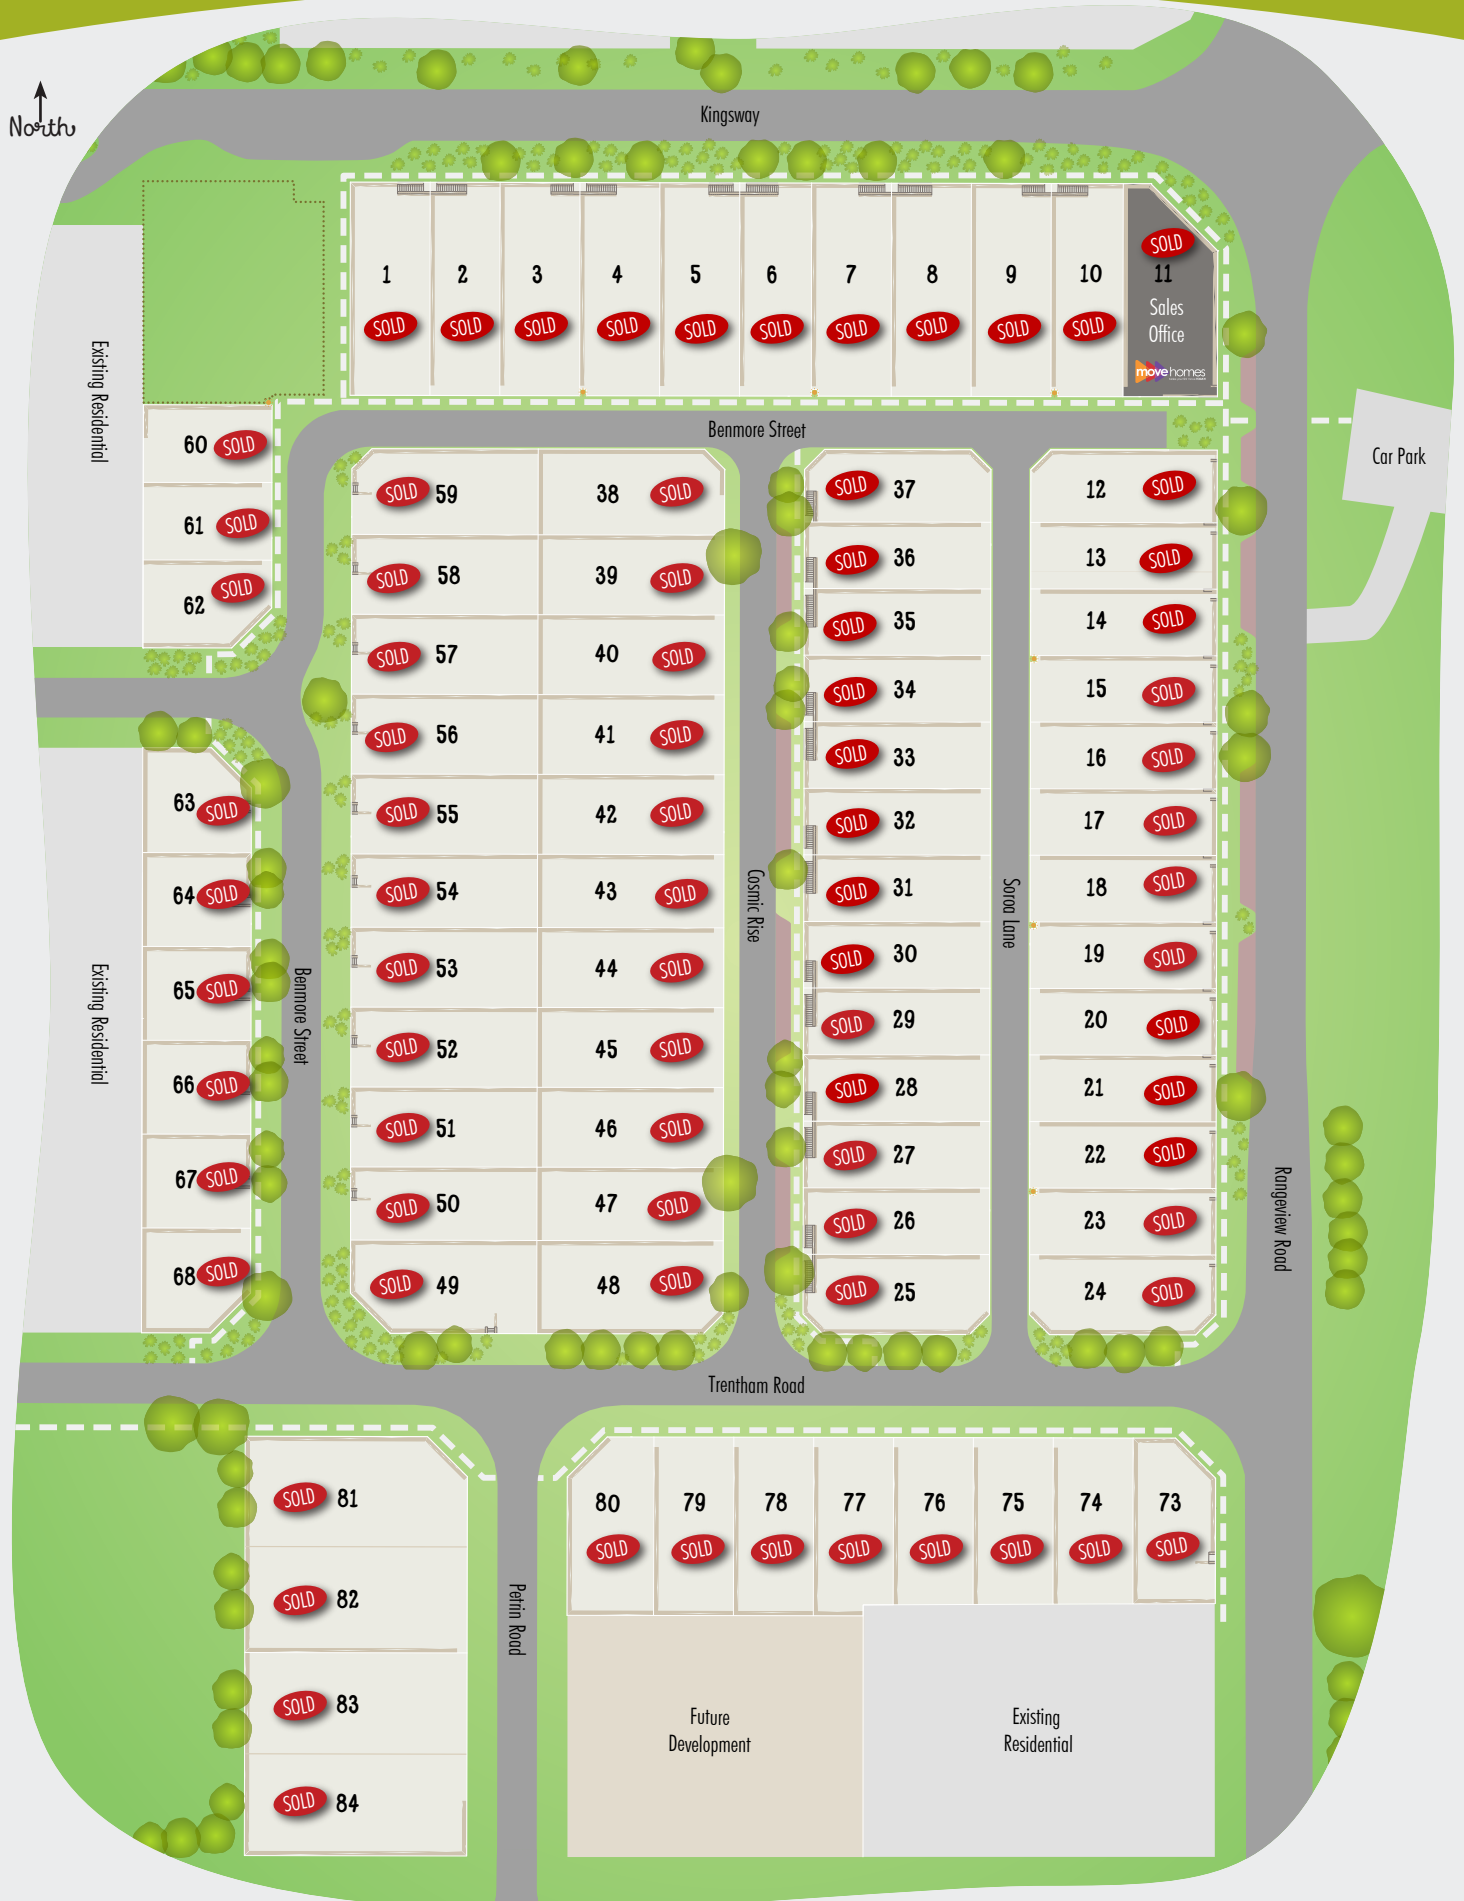 Kingsway
North
1
2
3
4
5
6
7
8
9
10
SOLD
11
SOLD
SOLD
SOLD
SOLD
SOLD
SOLD
SOLD
SOLD
SOLD
SOLD
Sales
Office
movehomes
Existing Residential
Benmore Street
Car Park
60 SOLD
61 SOLD
62 SOLD
SOLD 59
38 SOLD
SOLD 37
12 SOLD
SOLD 58
39 SOLD
SOLD 36
13 SOLD
SOLD 57
40 SOLD
SOLD 35
14 SOLD
SOLD 56
41 SOLD
SOLD 34
15 SOLD
SOLD 33
16 SOLD
63 SOLD
SOLD 55
42 SOLD
SOLD 32
17 SOLD
64 SOLD
SOLD 54
43 SOLD
SOLD 31
18 SOLD
Cosmic Rise
Soroa Lane
65 SOLD
SOLD 53
44 SOLD
SOLD 30
19 SOLD
Existing Residential
Benmore Street
SOLD 29
20 SOLD
66 SOLD
SOLD 52
45 SOLD
SOLD 28
21 SOLD
67 SOLD
SOLD 51
46 SOLD
SOLD 27
22 SOLD
SOLD 50
47 SOLD
SOLD 26
23 SOLD
Rangeview Road
68 SOLD
SOLD 49
48 SOLD
SOLD 25
24 SOLD
Trentham Road
SOLD 81
80
79
78
77
76
75
74
73
SOLD
SOLD
SOLD
SOLD
SOLD
SOLD
SOLD
SOLD
SOLD 82
Petrin Road
SOLD 83
Future
Development
Existing
Residential
SOLD 84